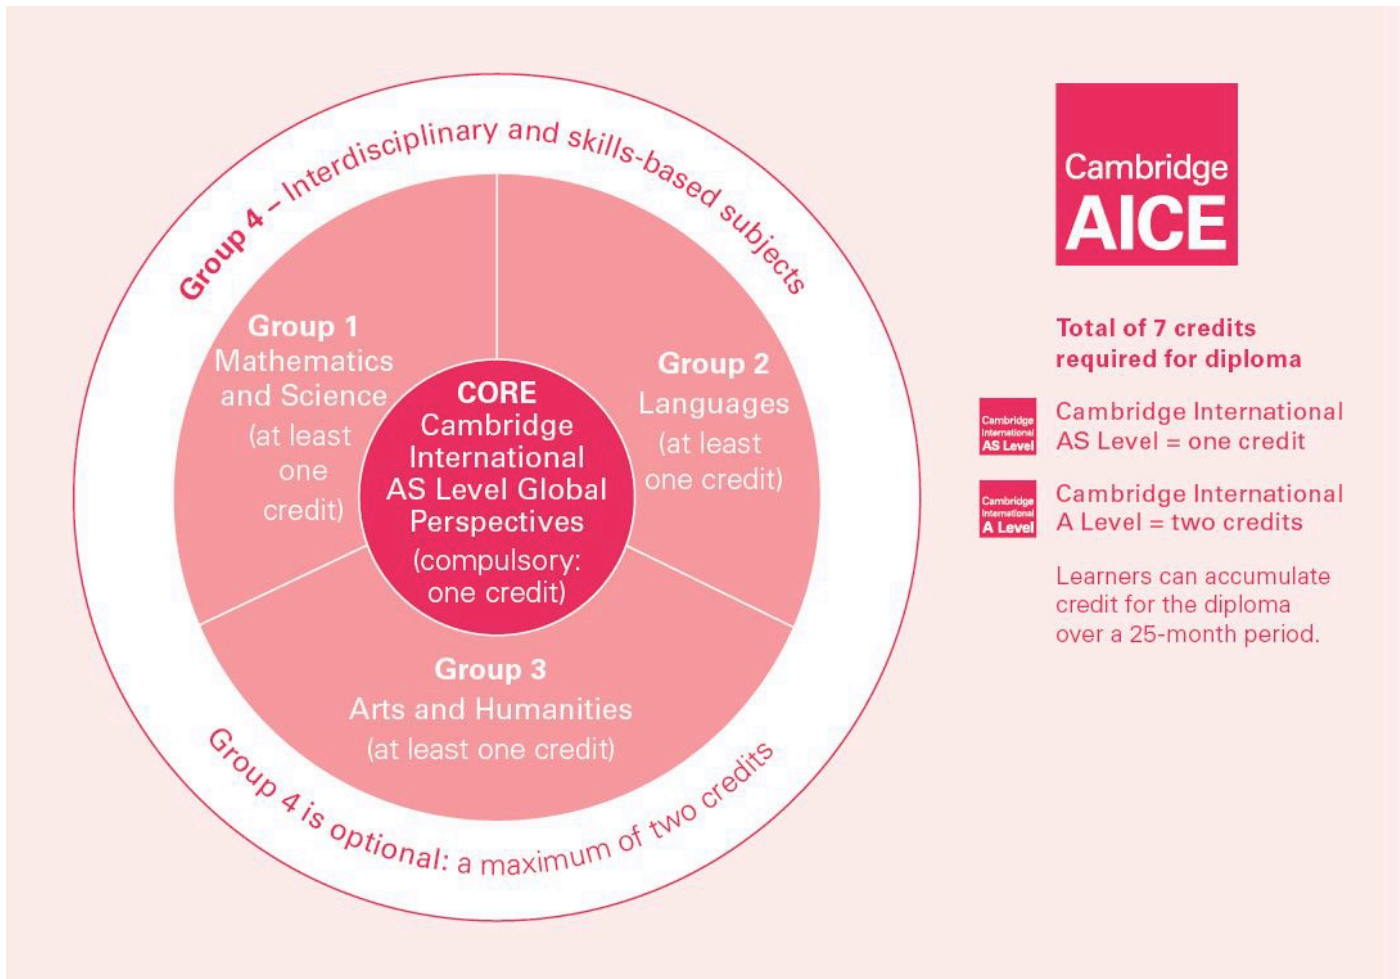 Group 4 – Interdisciplinary and skills-based subjects
Group 1
Mathematics
and Science
(at least
one
credit)
Group 2
Languages
(at least
one credit)
CORE
Cambridge
International
AS Level Global
Perspectives
(compulsory:
one credit)
Group 3
Arts and Humanities
(at least one credit)
Group 4 is optional: a maximum of two credits
Cambridge
AICE
Total of 7 credits
required for diploma
Cambridge
International
AS Level
Cambridge International
AS Level = one credit
Cambridge
International
A Level
Cambridge International
A Level = two credits
Learners can accumulate
credit for the diploma
over a 25-month period.